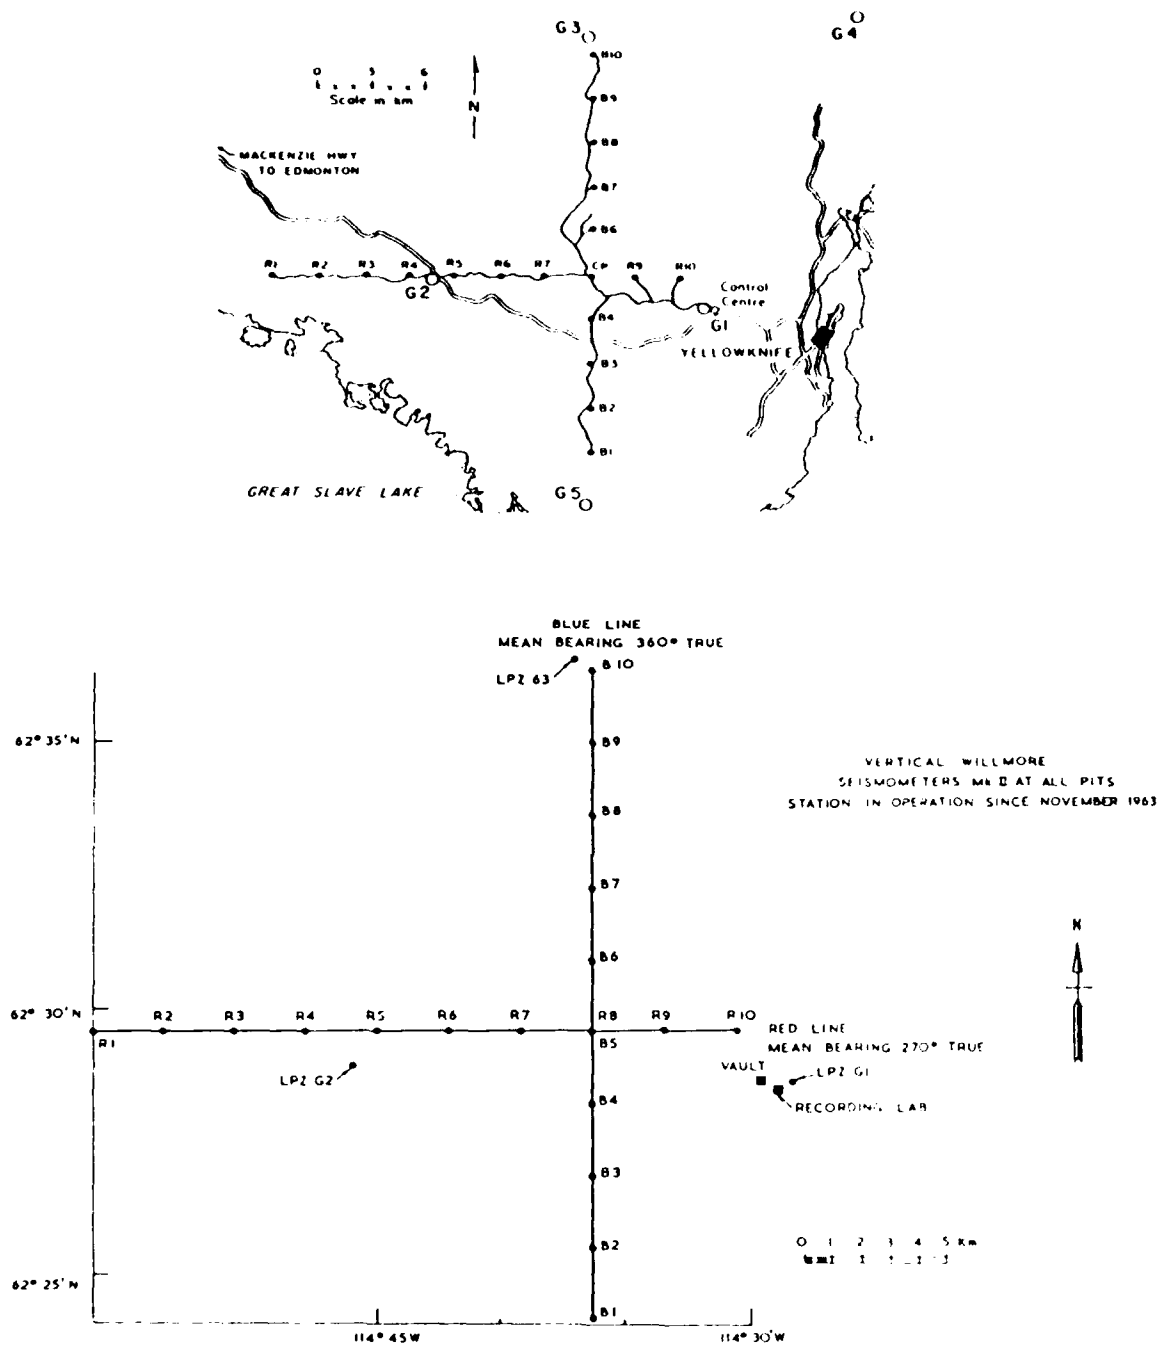 G3
G4
B10
0 3 6
Scale in km
N
B9
B8
MACKENZIE HWY
TO EDMONTON
B7
B6
R1 R2 R3 R4 R5 R6 R7 CP R9 R10
G2
Control
Centre
G1
B4
YELLOWKNIFE
B3
B2
B1
GREAT SLAVE LAKE
G5
BLUE LINE
MEAN BEARING 360° TRUE
B10
LPZ 63
62° 35'N
B9
VERTICAL WILLMORE
SEISMOMETERS Mk II AT ALL PITS
STATION IN OPERATION SINCE NOVEMBER 1963
B8
B7
N
B6
62° 30'N
R2 R3 R4 R5 R6 R7 R8 R9 R10
RED LINE
R1
B5
MEAN BEARING 270° TRUE
VAULT
LPZ G1
LPZ G2
B4
RECORDING LAB
B3
0 1 2 3 4 5 Km
B2
62° 25'N
B1
114° 45W
114° 30'W